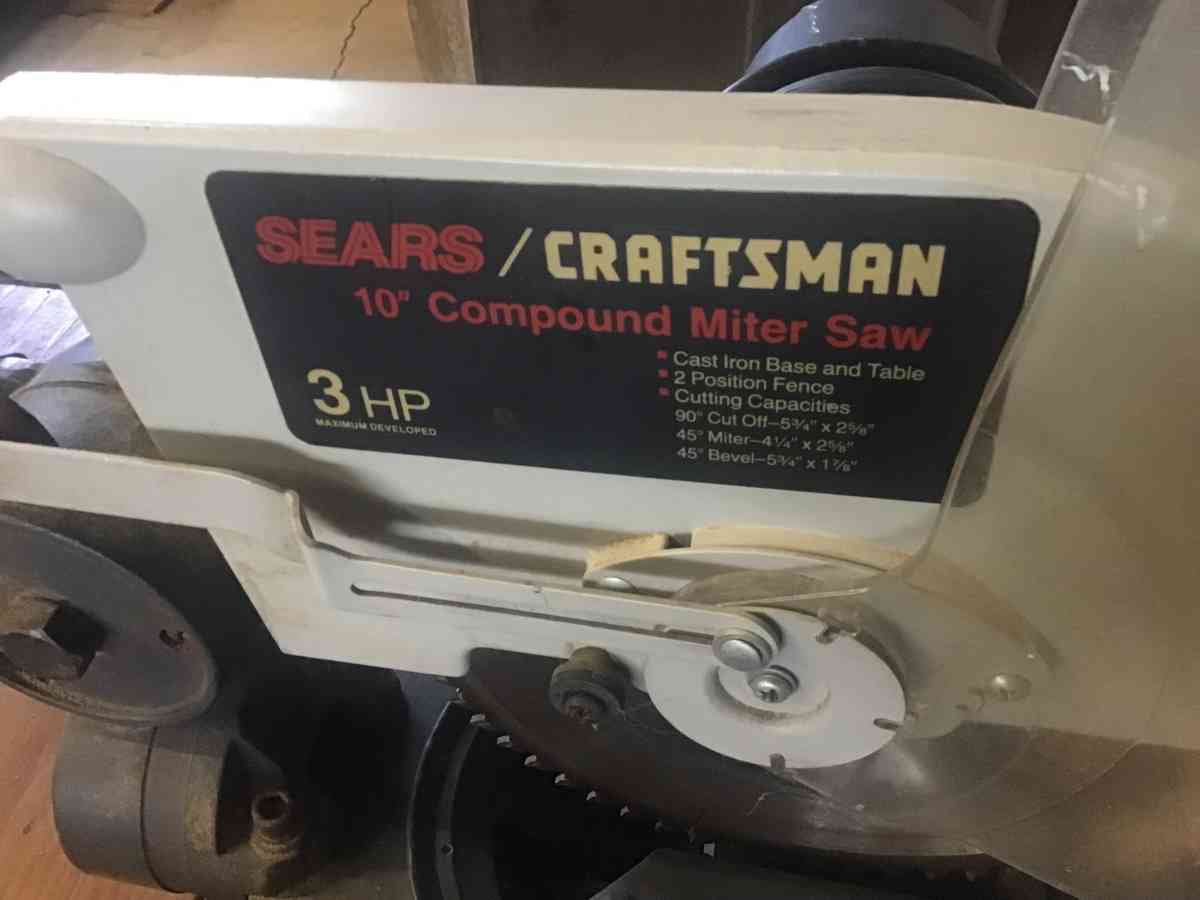 SEARS / CRAFTSMAN
10" Compound Miter Saw
▪ Cast Iron Base and Table
▪ 2 Position Fence
▪ Cutting Capacities
90° Cut Off–5¾" x 2⅝"
45° Miter–4¼" x 2⅝"
45° Bevel–5¾" x 1⅞"
3 HP
MAXIMUM DEVELOPED